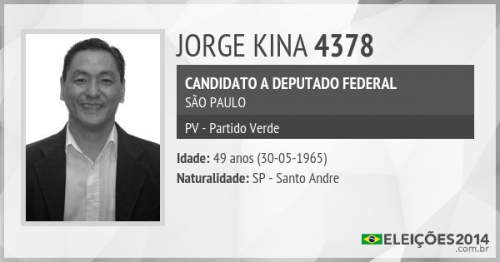 JORGE KINA 4378
CANDIDATO A DEPUTADO FEDERAL
SÃO PAULO
PV - Partido Verde
Idade: 49 anos (30-05-1965)
Naturalidade: SP - Santo Andre
ELEIÇÕES2014
.com.br